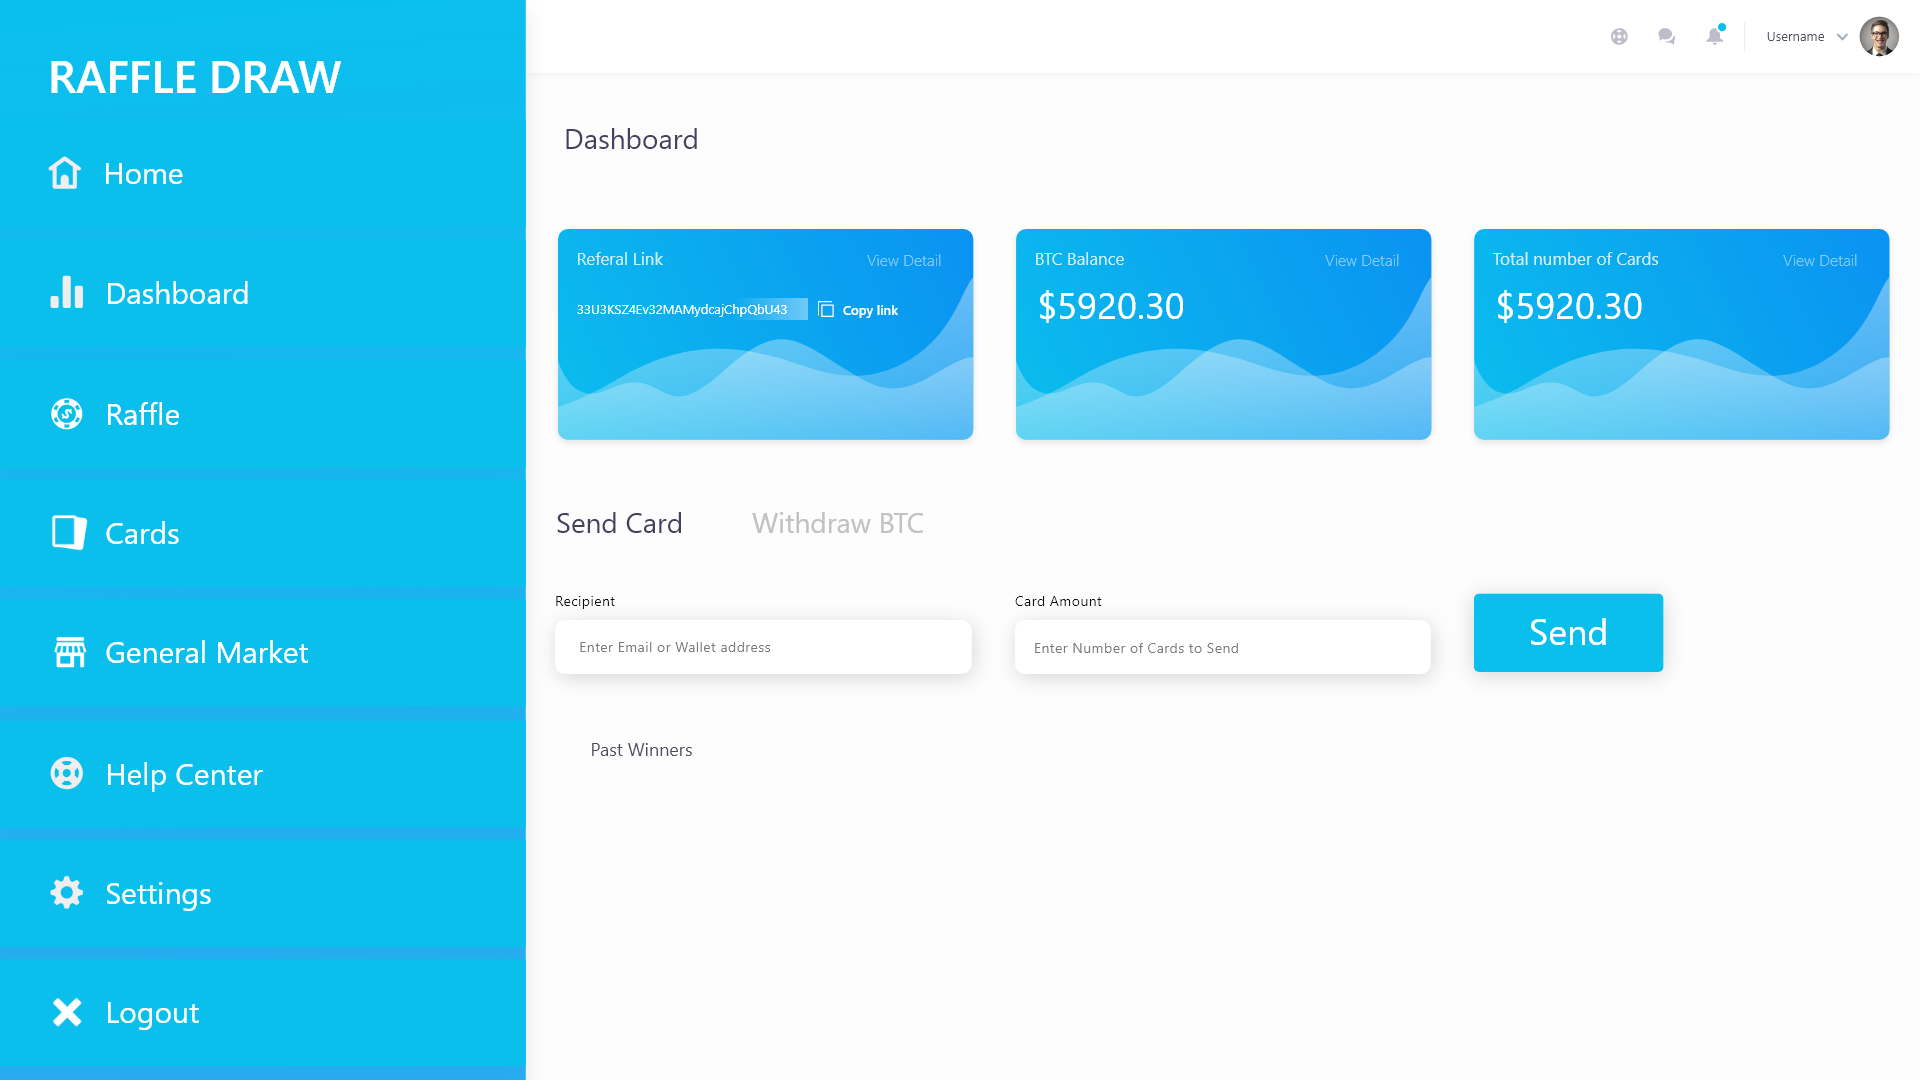 RAFFLE DRAW
Home
Dashboard
Raffle
Cards
General Market
Help Center
Settings
Logout
Username
Dashboard
Referal Link
View Detail
33U3KSZ4Ev32MAMydcajChpQbU43
Copy link
BTC Balance
View Detail
$5920.30
Total number of Cards
View Detail
$5920.30
Send Card
Withdraw BTC
Recipient
Enter Email or Wallet address
Card Amount
Enter Number of Cards to Send
Send
Past Winners